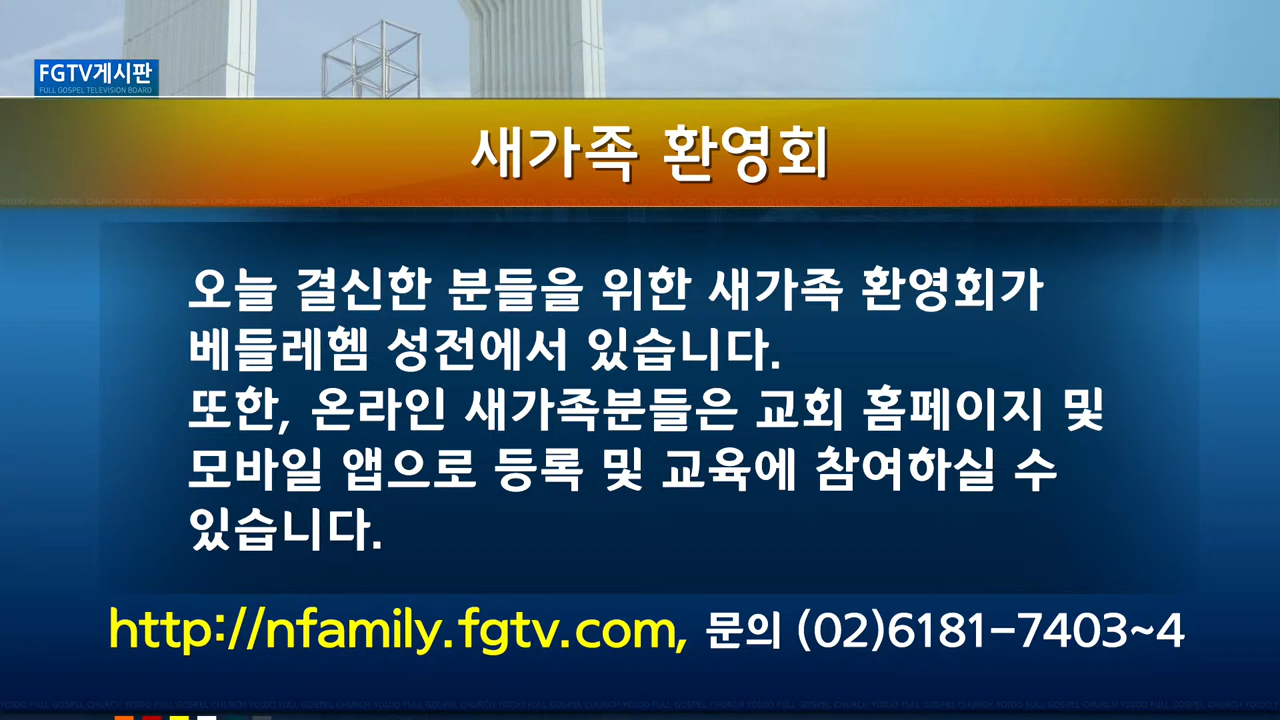 FGTV게시판
FULL GOSPEL TELEVISION BOARD
새가족 환영회
오늘 결신한 분들을 위한 새가족 환영회가
베들레헴 성전에서 있습니다.
또한, 온라인 새가족분들은 교회 홈페이지 및
모바일 앱으로 등록 및 교육에 참여하실 수
있습니다.
http://nfamily.fgtv.com, 문의 (02)6181-7403~4